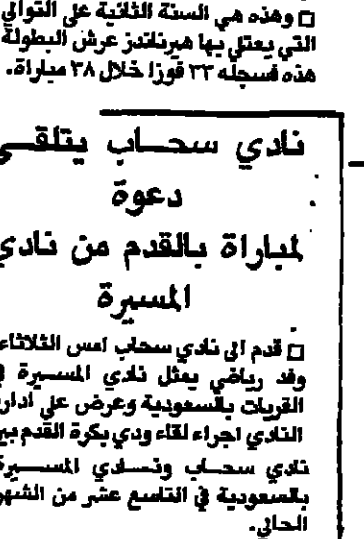 □ وهذه هي السنة الثانية على التوالي
التي يعتلي بها هيرناندز عرش البطولة
هذه فسجله ٣٣ فوزا خلال ٣٨ مباراة.
نادي سحاب يتلقى
دعوة
لمباراة بالقدم من نادي
المسيرة
□ قدم الى نادي سحاب امس الثلاثاء
وفد رياضي يمثل نادي المسيرة في
القريات بالسعودية وعرض على ادارة
النادي اجراء لقاء ودي بكرة القدم بين
نادي سحاب ونادي المسيرة
بالسعودية في التاسع عشر من الشهر
الحالي.